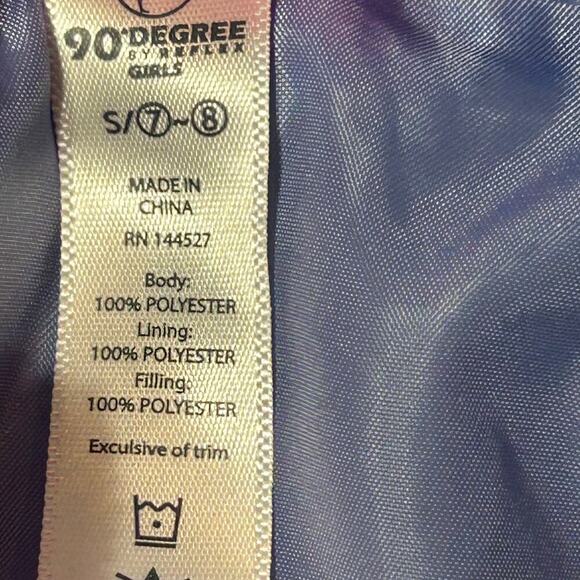 90°DEGREE
BY REFLEX
GIRLS
S/⑦~⑧
MADE IN
CHINA
RN 144527
Body:
100% POLYESTER
Lining:
100% POLYESTER
Filling:
100% POLYESTER
Exculsive of trim